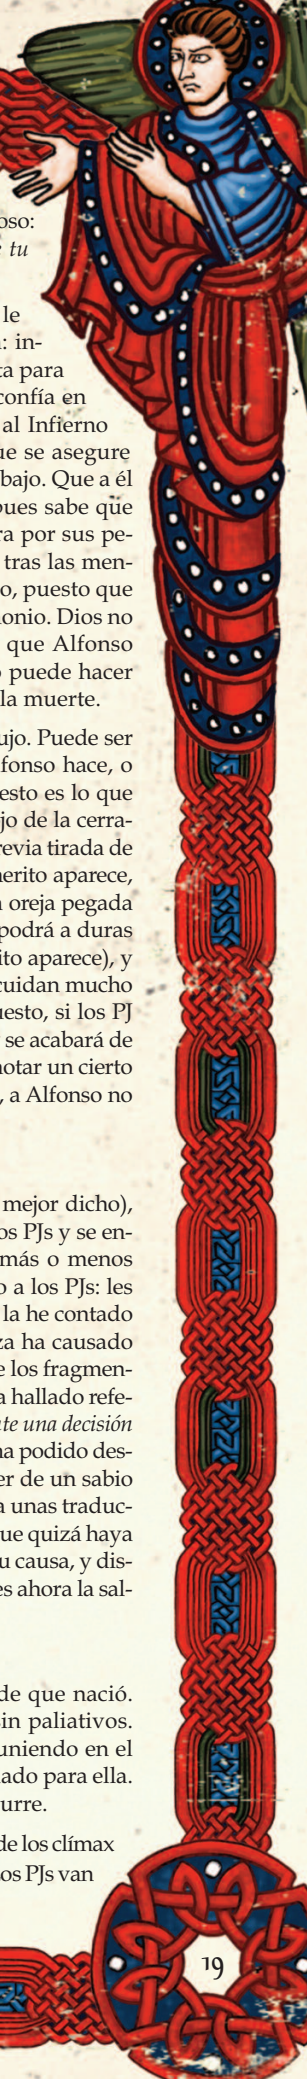 oso:
e tu
le
: in-
ta para
confía en
al Infierno
ue se asegure
bajo. Que a él
pues sabe que
ra por sus pe-
tras las men-
o, puesto que
onio. Dios no
que Alfonso
o puede hacer
la muerte.
ujo. Puede ser
fonso hace, o
esto es lo que
jo de la cerra-
revia tirada de
herito aparece,
a oreja pegada
podrá a duras
ito aparece), y
cuidan mucho
uesto, si los PJ
se acabará de
notar un cierto
, a Alfonso no
mejor dicho),
os PJs y se en-
más o menos
o a los PJs: les
la he contado
za ha causado
e los fragmen-
a hallado refe-
nte una decisión
ha podido des-
er de un sabio
a unas traduc-
que quizá haya
u causa, y dis-
es ahora la sal-
de que nació.
sin paliativos.
uniendo en el
ado para ella.
urre.
de los clímax
os PJs van
19